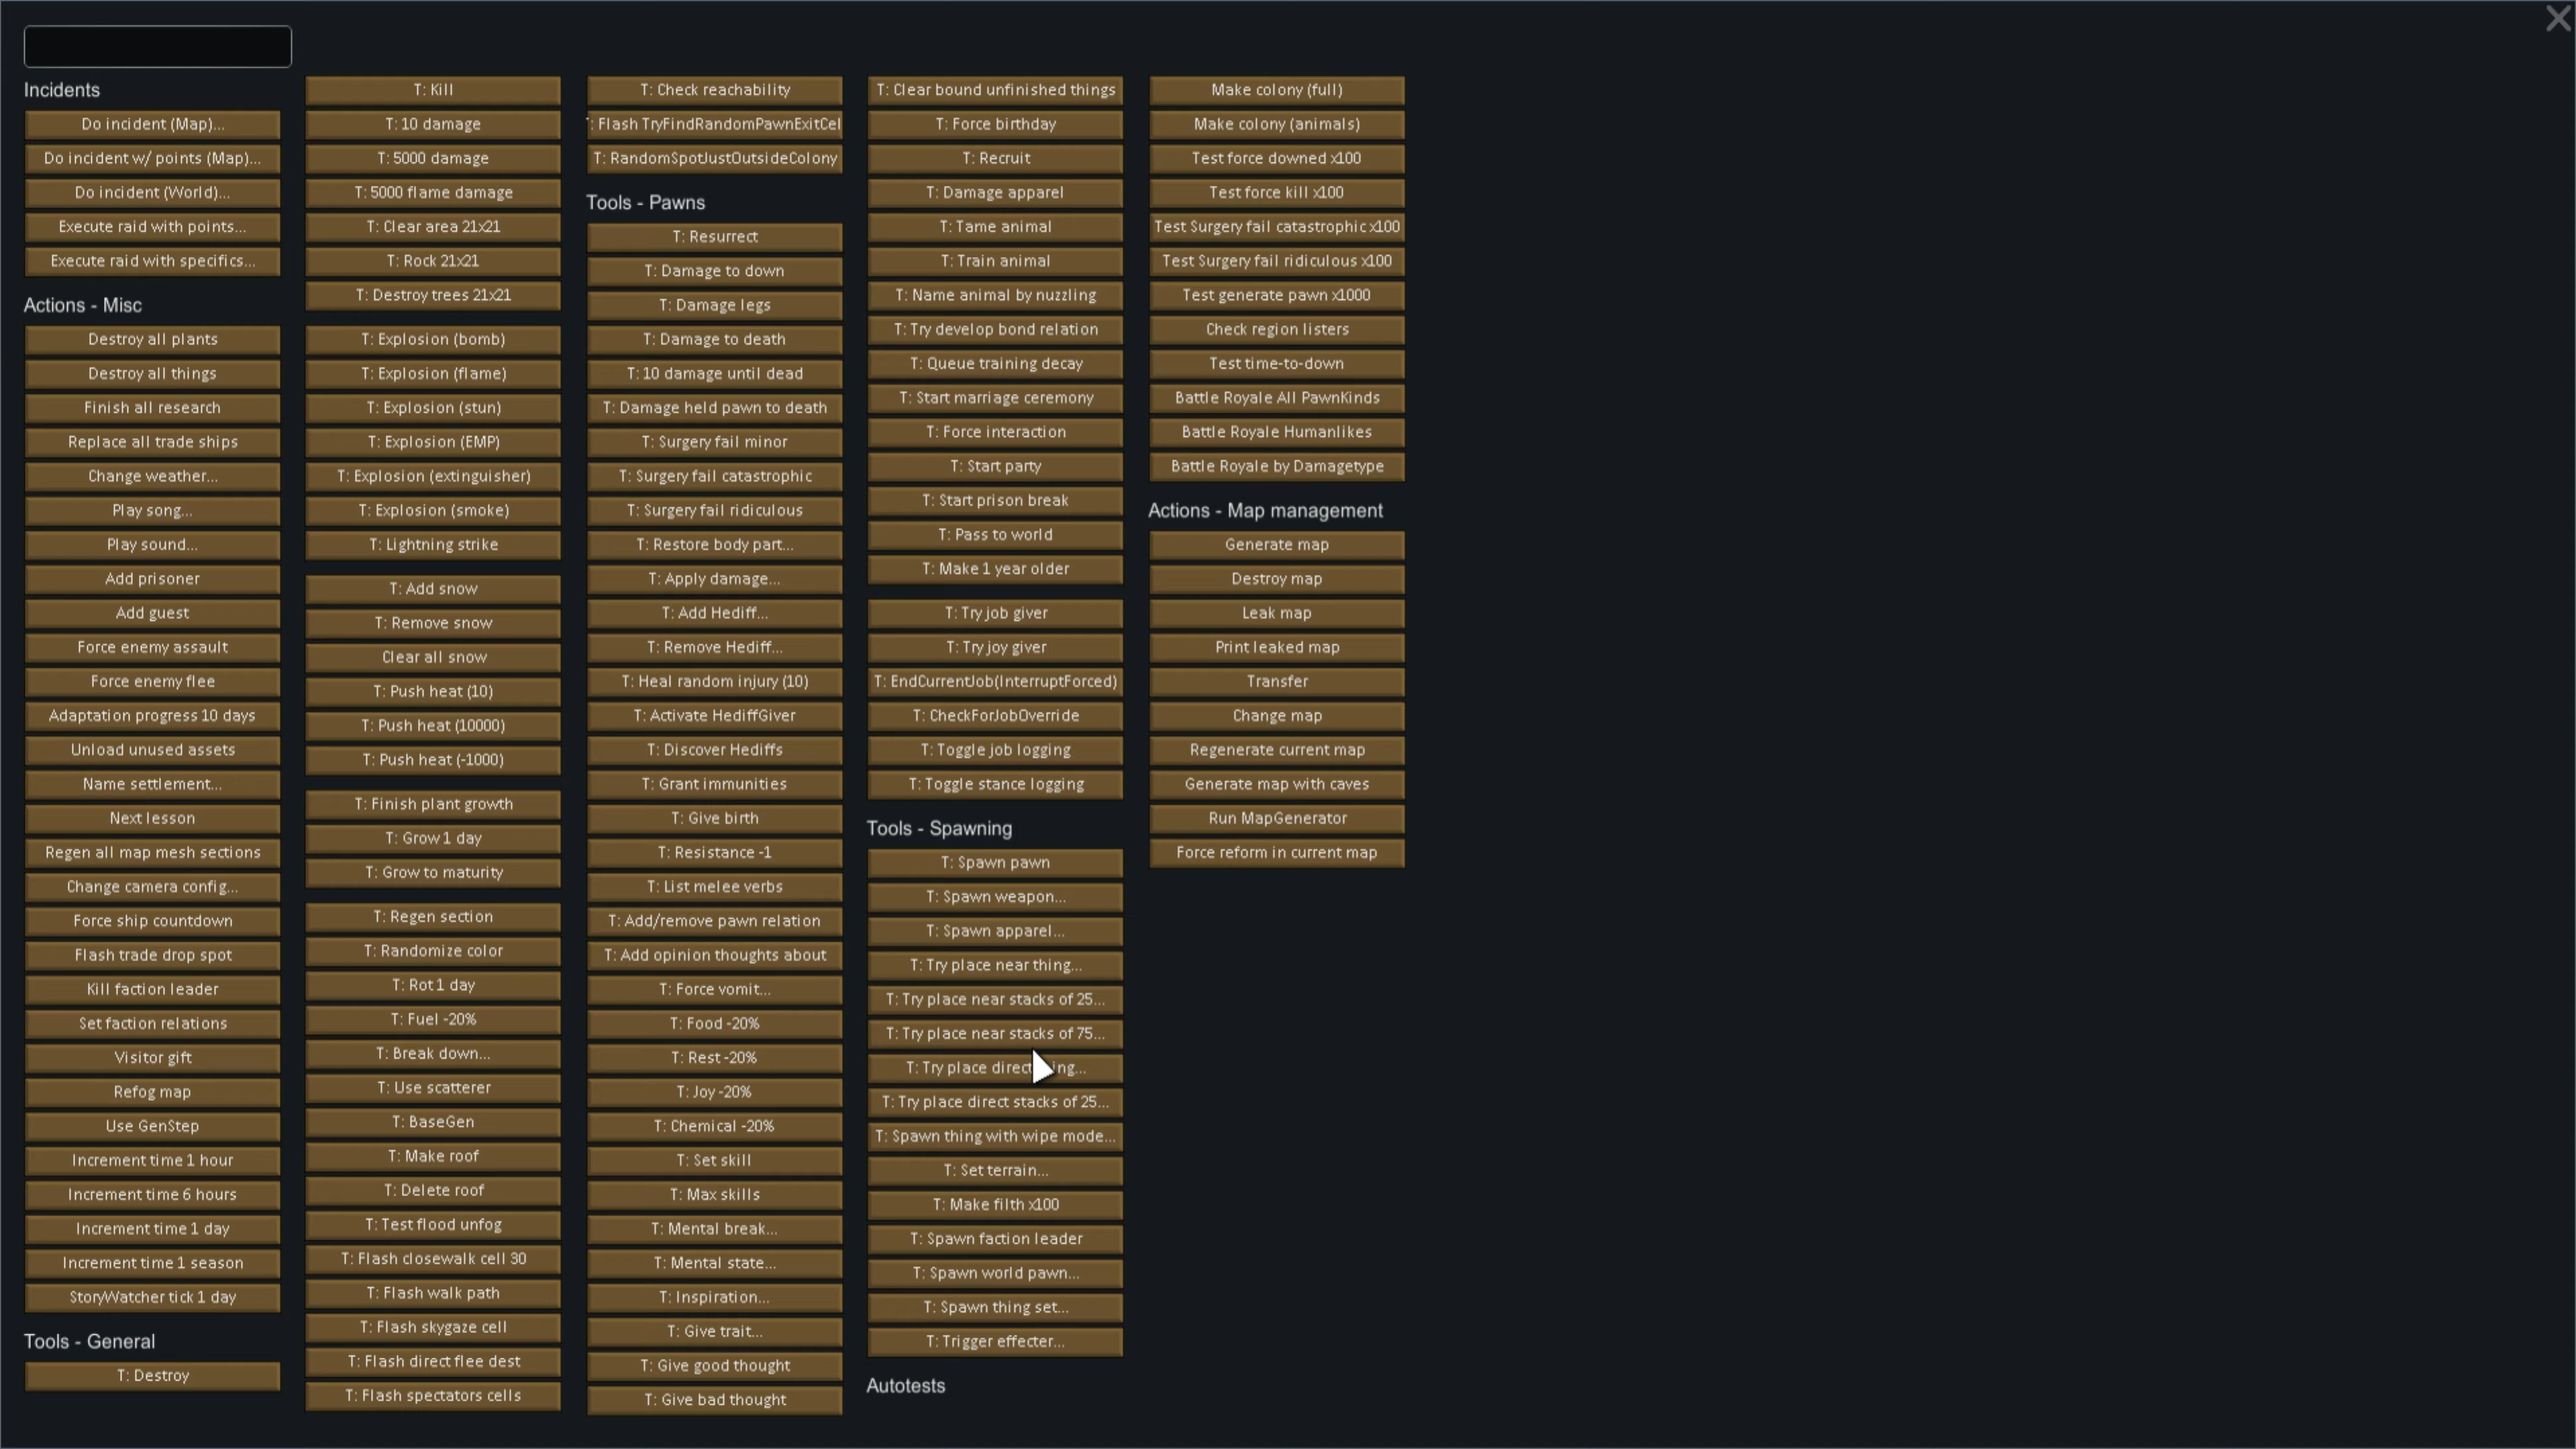 Incidents
Do incident (Map)...
Do incident w/ points (Map)...
Do incident (World)...
Execute raid with points...
Execute raid with specifics...
Actions - Misc
Destroy all plants
Destroy all things
Finish all research
Replace all trade ships
Change weather...
Play song...
Play sound...
Add prisoner
Add guest
Force enemy assault
Force enemy flee
Adaptation progress 10 days
Unload unused assets
Name settlement...
Next lesson
Regen all map mesh sections
Change camera config...
Force ship countdown
Flash trade drop spot
Kill faction leader
Set faction relations
Visitor gift
Refog map
Use GenStep
Increment time 1 hour
Increment time 6 hours
Increment time 1 day
Increment time 1 season
StoryWatcher tick 1 day
Tools - General
T: Destroy
T: Kill
T: 10 damage
T: 5000 damage
T: 5000 flame damage
T: Clear area 21x21
T: Rock 21x21
T: Destroy trees 21x21
T: Explosion (bomb)
T: Explosion (flame)
T: Explosion (stun)
T: Explosion (EMP)
T: Explosion (extinguisher)
T: Explosion (smoke)
T: Lightning strike
T: Add snow
T: Remove snow
Clear all snow
T: Push heat (10)
T: Push heat (10000)
T: Push heat (-1000)
T: Finish plant growth
T: Grow 1 day
T: Grow to maturity
T: Regen section
T: Randomize color
T: Rot 1 day
T: Fuel -20%
T: Break down...
T: Use scatterer
T: BaseGen
T: Make roof
T: Delete roof
T: Test flood unfog
T: Flash closewalk cell 30
T: Flash walk path
T: Flash skygaze cell
T: Flash direct flee dest
T: Flash spectators cells
T: Check reachability
: Flash TryFindRandomPawnExitCel
T: RandomSpotJustOutsideColony
Tools - Pawns
T: Resurrect
T: Damage to down
T: Damage legs
T: Damage to death
T: 10 damage until dead
T: Damage held pawn to death
T: Surgery fail minor
T: Surgery fail catastrophic
T: Surgery fail ridiculous
T: Restore body part...
T: Apply damage...
T: Add Hediff...
T: Remove Hediff...
T: Heal random injury (10)
T: Activate HediffGiver
T: Discover Hediffs
T: Grant immunities
T: Give birth
T: Resistance -1
T: List melee verbs
T: Add/remove pawn relation
T: Add opinion thoughts about
T: Force vomit...
T: Food -20%
T: Rest -20%
T: Joy -20%
T: Chemical -20%
T: Set skill
T: Max skills
T: Mental break...
T: Mental state...
T: Inspiration...
T: Give trait...
T: Give good thought
T: Give bad thought
T: Clear bound unfinished things
T: Force birthday
T: Recruit
T: Damage apparel
T: Tame animal
T: Train animal
T: Name animal by nuzzling
T: Try develop bond relation
T: Queue training decay
T: Start marriage ceremony
T: Force interaction
T: Start party
T: Start prison break
T: Pass to world
T: Make 1 year older
T: Try job giver
T: Try joy giver
T: EndCurrentJob(InterruptForced)
T: CheckForJobOverride
T: Toggle job logging
T: Toggle stance logging
Tools - Spawning
T: Spawn pawn
T: Spawn weapon...
T: Spawn apparel...
T: Try place near thing...
T: Try place near stacks of 25...
T: Try place near stacks of 75...
T: Try place direct
T: Try place direct stacks of 25...
T: Spawn thing with wipe mode...
T: Set terrain...
T: Make filth x100
T: Spawn faction leader
T: Spawn world pawn...
T: Spawn thing set...
T: Trigger effecter...
Autotests
Make colony (full)
Make colony (animals)
Test force downed x100
Test force kill x100
Test Surgery fail catastrophic x100
Test Surgery fail ridiculous x100
Test generate pawn x1000
Check region listers
Test time-to-down
Battle Royale All PawnKinds
Battle Royale Humanlikes
Battle Royale by Damagetype
Actions - Map management
Generate map
Destroy map
Leak map
Print leaked map
Transfer
Change map
Regenerate current map
Generate map with caves
Run MapGenerator
Force reform in current map